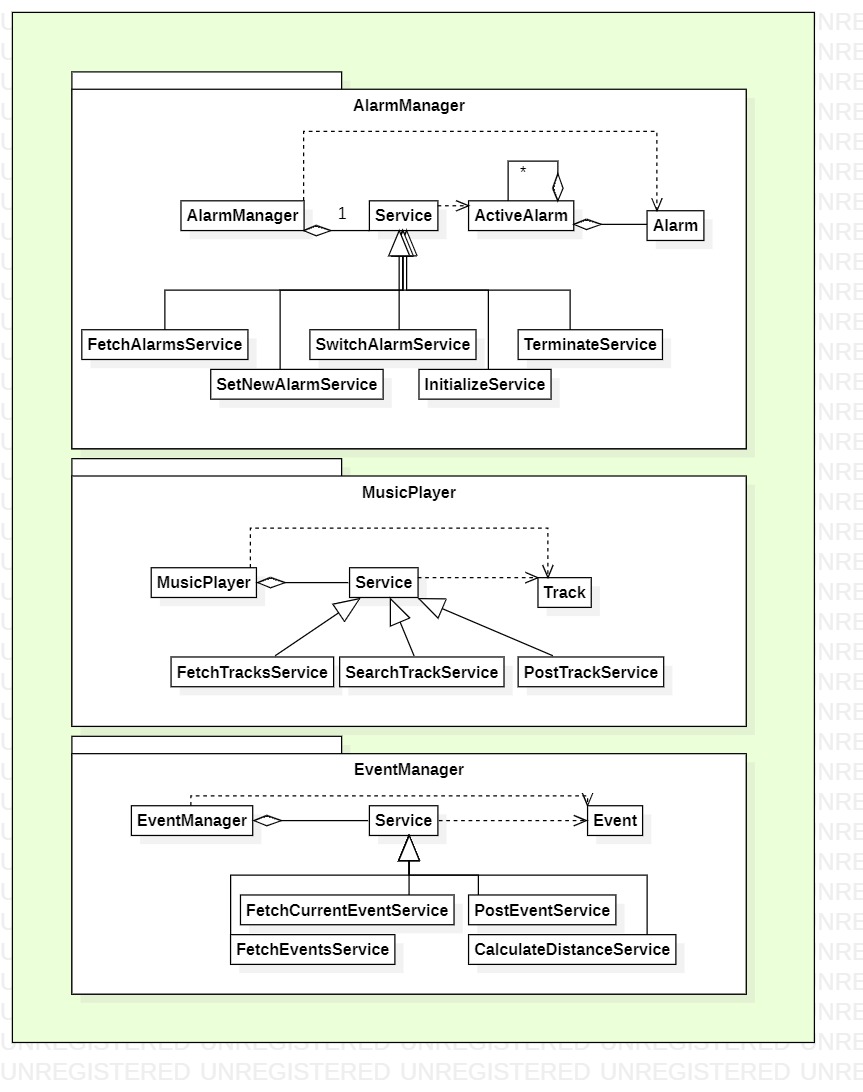 AlarmManager
*
AlarmManager
1
Service
ActiveAlarm
Alarm
FetchAlarmsService
SwitchAlarmService
TerminateService
SetNewAlarmService
InitializeService
MusicPlayer
MusicPlayer
Service
Track
FetchTracksService
SearchTrackService
PostTrackService
EventManager
EventManager
Service
Event
FetchCurrentEventService
PostEventService
FetchEventsService
CalculateDistanceService
UNREGISTERED UNREGISTERED UNREGISTERED UNREGISTERED UNRE